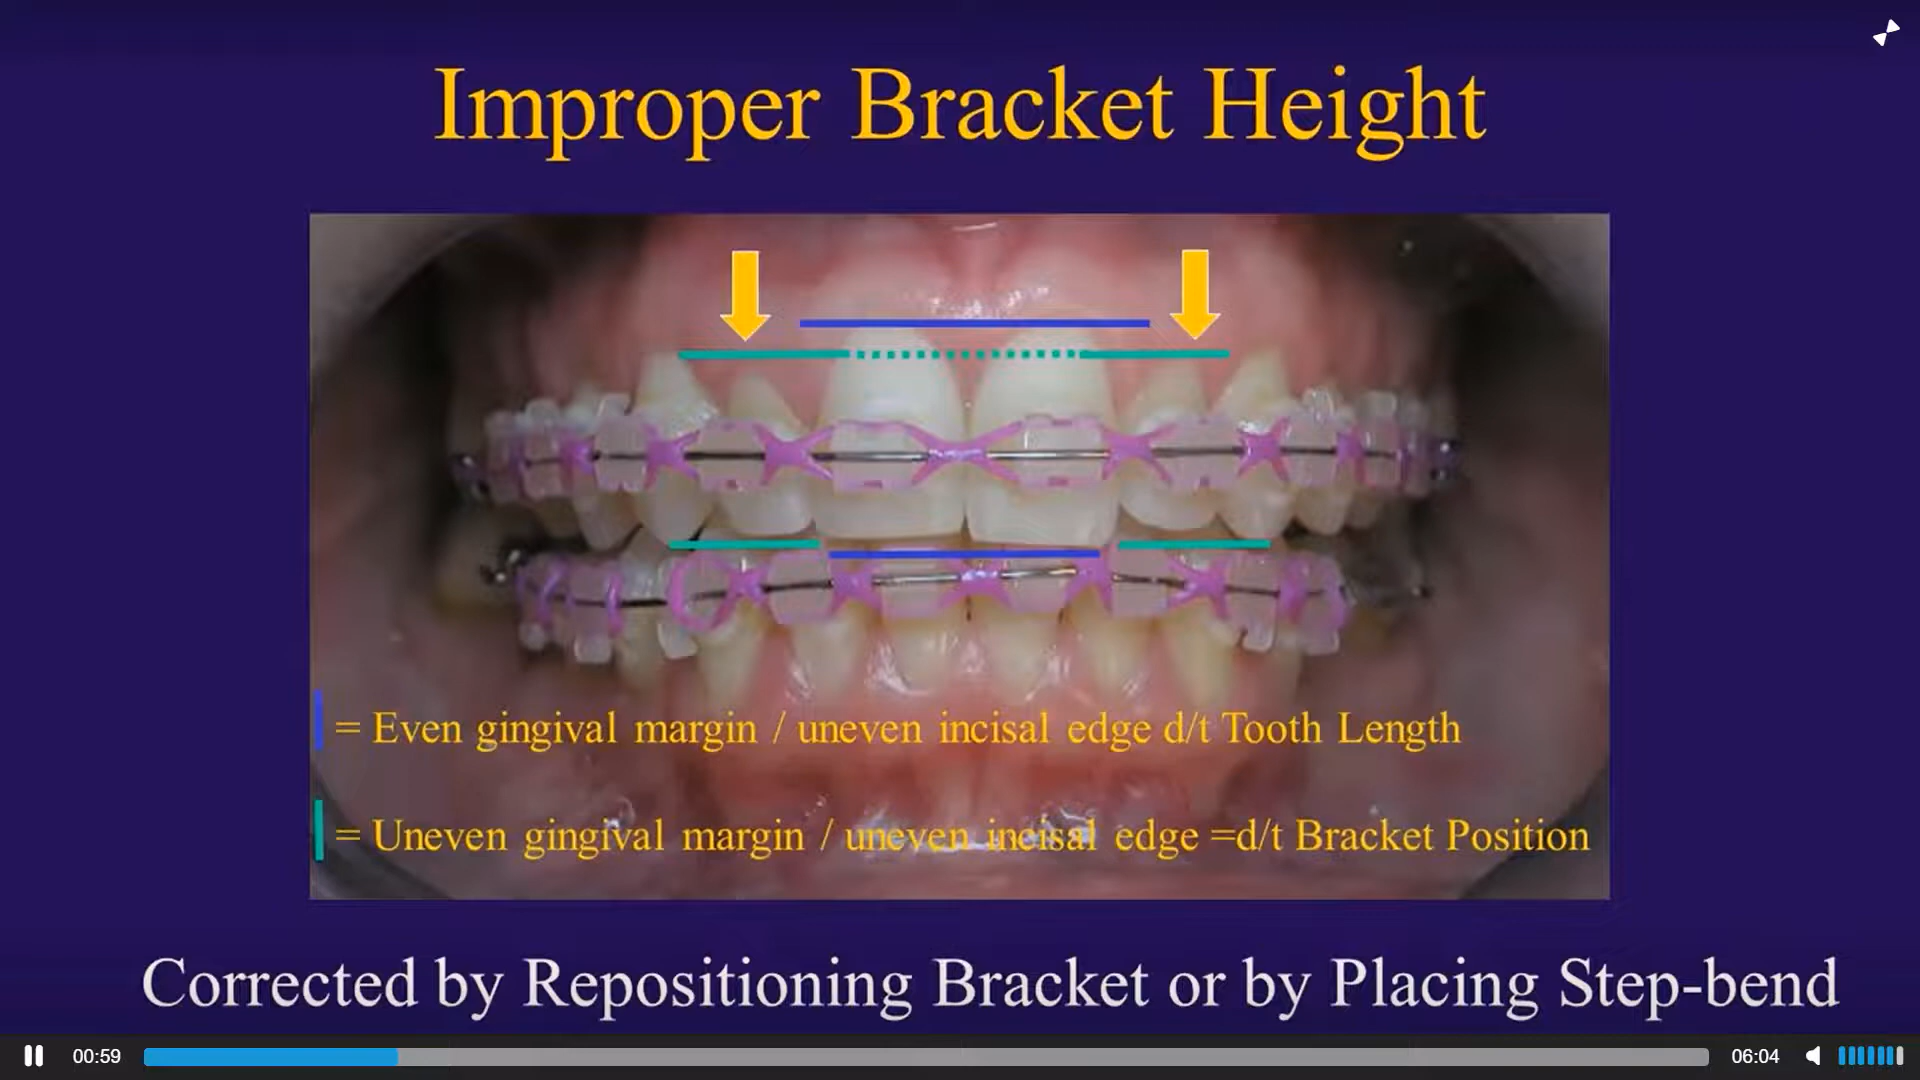 Improper Bracket Height
= Even gingival margin / uneven incisal edge d/t Tooth Length
= Uneven gingival margin / uneven incisal edge =d/t Bracket Position
Corrected by Repositioning Bracket or by Placing Step-bend
00:59
06:04